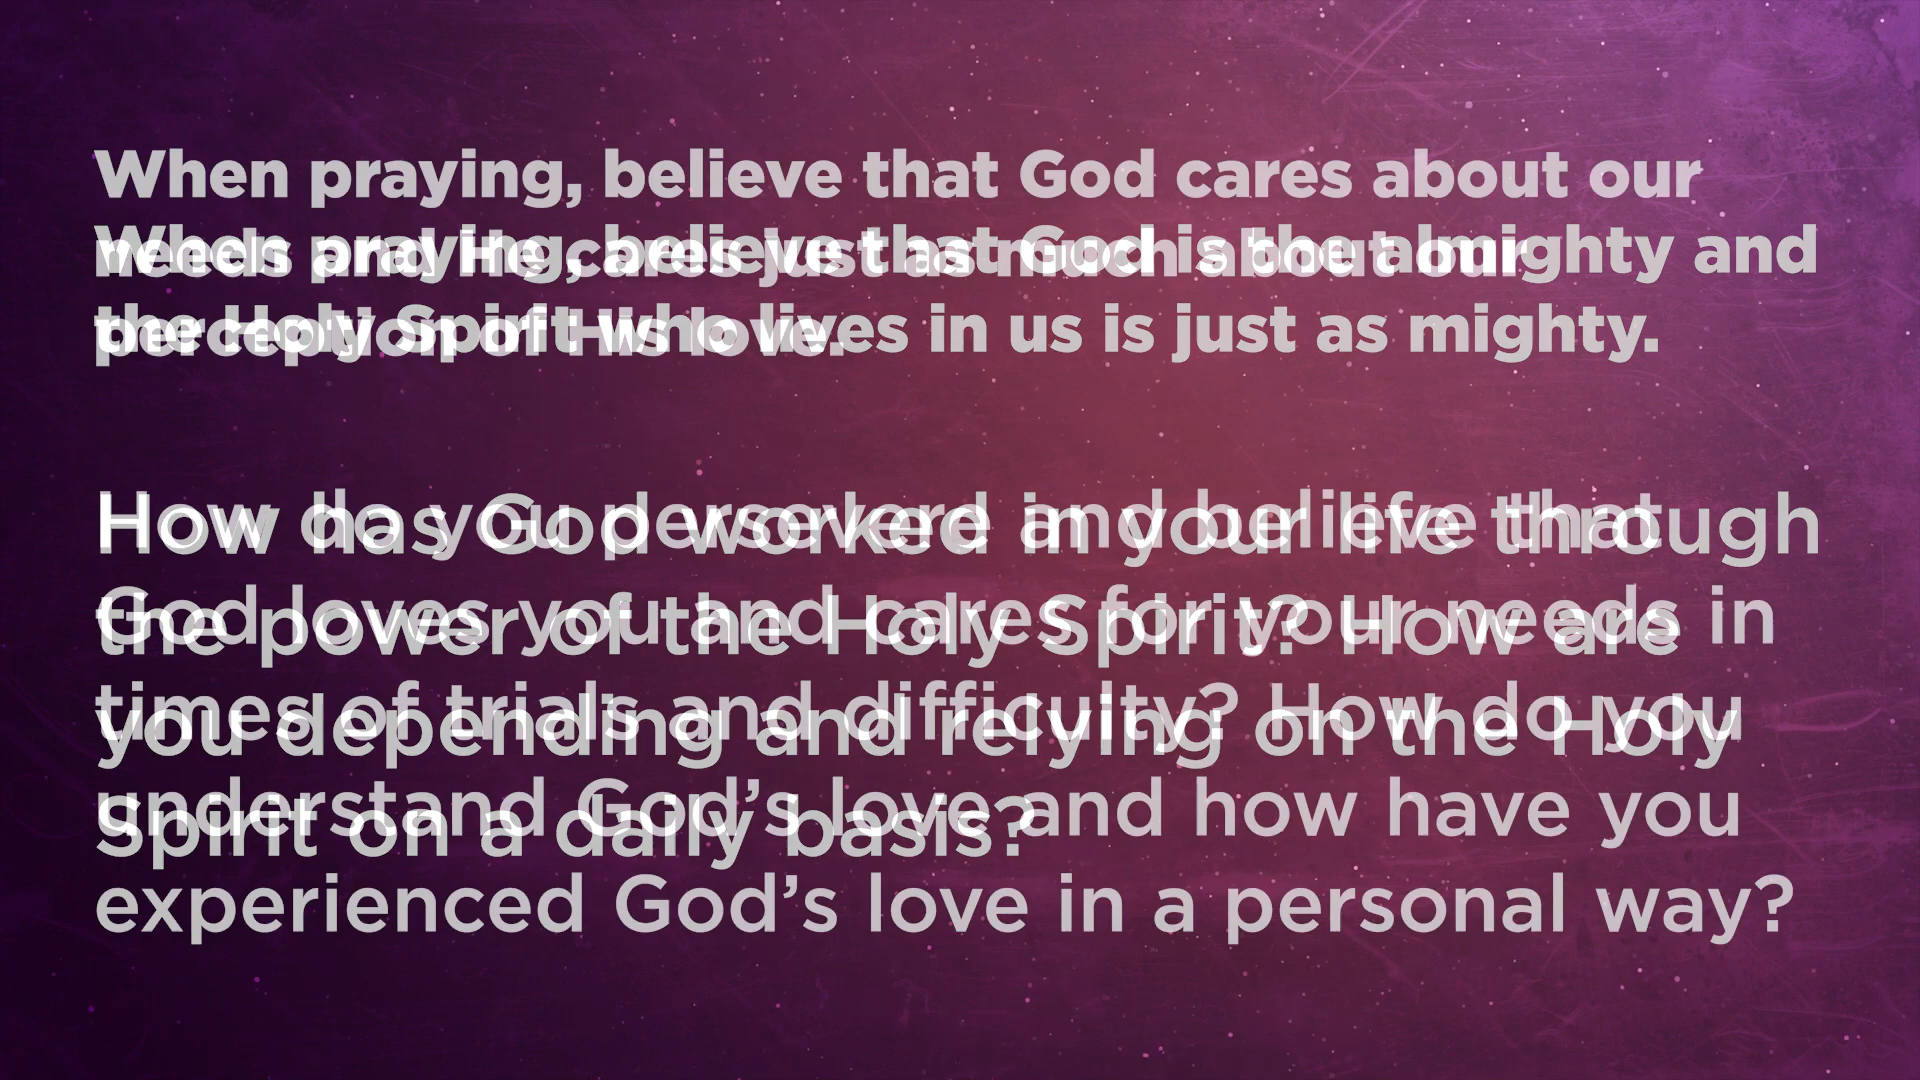 When praying, believe that God cares about our
needs and He cares just as much about our
perception of His love.
How do you persevere and believe that
God loves you and cares for your needs in
times of trials and difficulty? How do you
understand God’s love and how have you
experienced God’s love in a personal way?
When praying, believe that God is the almighty and
the Holy Spirit who lives in us is just as mighty.
How has God worked in your life through
the power of the Holy Spirit? How are
you depending and relying on the Holy
Spirit on a daily basis?